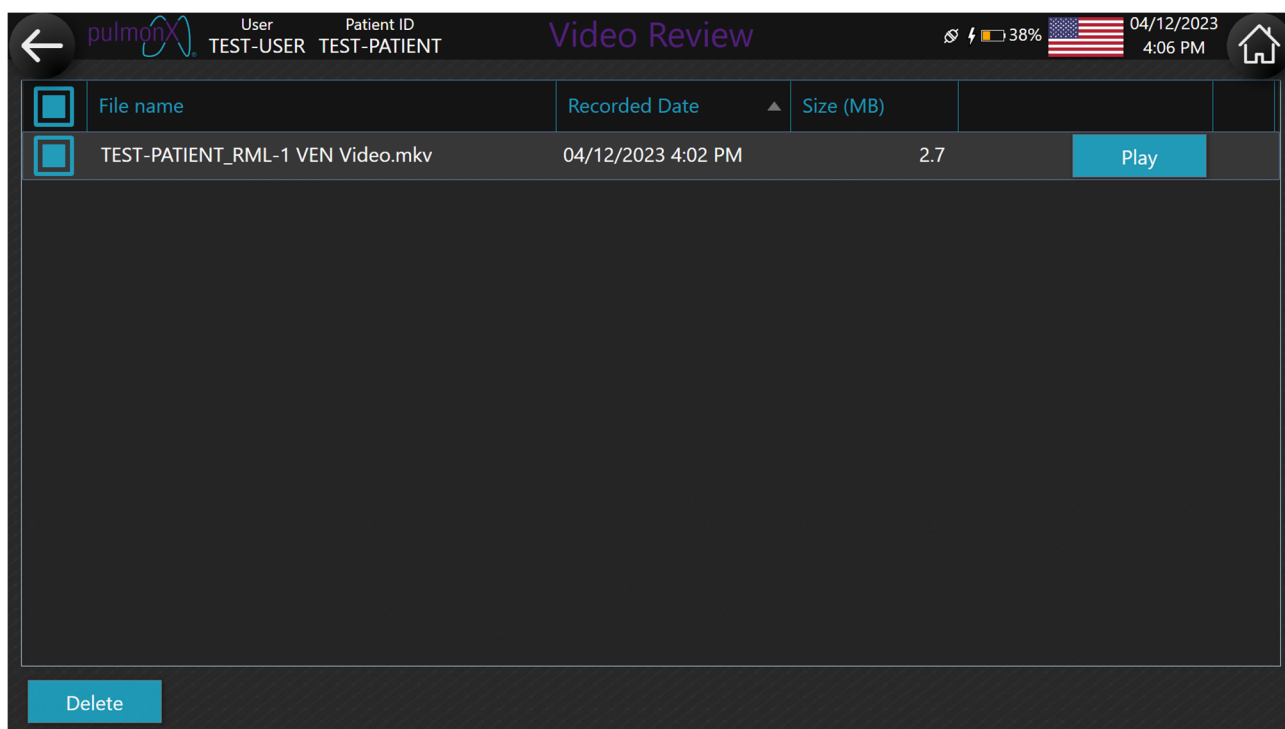 pulmonX®
User
TEST-USER
Patient ID
TEST-PATIENT
Video Review
38%
04/12/2023
4:06 PM
File name Recorded Date Size (MB)
TEST-PATIENT_RML-1 VEN Video.mkv 04/12/2023 4:02 PM 2.7 Play
Delete